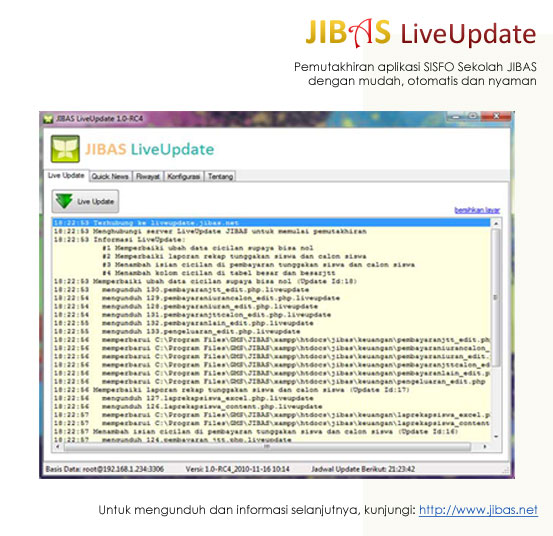 JIBAS LiveUpdate
Pemutakhiran aplikasi SISFO Sekolah JIBAS
dengan mudah, otomatis dan nyaman
JIBAS LiveUpdate 1.0-RC4
JIBAS LiveUpdate
Live Update Quick News Riwayat Konfigurasi Tentang
Live Update
bersihkan layar
18:22:53 Terhubung ke liveupdate.jibas.net
18:22:53 Menghubungi server LiveUpdate JIBAS untuk memulai pemutakhiran
18:22:53 Informasi LiveUpdate:
#1 Memperbaiki ubah data cicilan supaya bisa nol
#2 Memperbaiki laporan rekap tunggakan siswa dan calon siswa
#3 Menambah isian cicilan di pembayaran tunggakan siswa dan calon siswa
#4 Menambah kolom cicilan di tabel besar dan besarjtt
18:22:53 Memperbaiki ubah data cicilan supaya bisa nol (Update Id:18)
18:22:53 mengunduh 130.pembayaranjtt_edit.php.liveupdate
18:22:54 mengunduh 129.pembayaraniurancalon_edit.php.liveupdate
18:22:54 mengunduh 128.pembayaraniuran_edit.php.liveupdate
18:22:54 mengunduh 131.pembayaranjttcalon_edit.php.liveupdate
18:22:55 mengunduh 132.pembayaranlain_edit.php.liveupdate
18:22:55 mengunduh 133.pengeluaran_edit.php.liveupdate
18:22:56 memperbarui C:\Program Files\GMS\JIBAS\xampp\htdocs\jibas\keuangan\pembayaranjtt_edit.ph
18:22:56 memperbarui C:\Program Files\GMS\JIBAS\xampp\htdocs\jibas\keuangan\pembayaraniurancalon_
18:22:56 memperbarui C:\Program Files\GMS\JIBAS\xampp\htdocs\jibas\keuangan\pembayaraniuran_edit.
18:22:56 memperbarui C:\Program Files\GMS\JIBAS\xampp\htdocs\jibas\keuangan\pembayaranjttcalon_ed
18:22:56 memperbarui C:\Program Files\GMS\JIBAS\xampp\htdocs\jibas\keuangan\pembayaranlain_edit.p
18:22:56 memperbarui C:\Program Files\GMS\JIBAS\xampp\htdocs\jibas\keuangan\pengeluaran_edit.php
18:22:56 Memperbaiki laporan rekap tunggakan siswa dan calon siswa (Update Id:17)
18:22:56 mengunduh 127.laprekapsiswa_excel.php.liveupdate
18:22:56 mengunduh 126.laprekapsiswa_content.php.liveupdate
18:22:57 memperbarui C:\Program Files\GMS\JIBAS\xampp\htdocs\jibas\keuangan\laprekapsiswa_excel.p
18:22:57 memperbarui C:\Program Files\GMS\JIBAS\xampp\htdocs\jibas\keuangan\laprekapsiswa_content
18:22:57 Menambah isian cicilan di pembayaran tunggakan siswa dan calon siswa (Update Id:16)
18:22:57 mengunduh 124.pembayaran_jtt.php.liveupdate
Basis Data: root@192.168.1.234:3306 Versi: 1.0-RC4_2010-11-16 10:14 Jadwal Update Berikut: 21:23:42
Untuk mengunduh dan informasi selanjutnya, kunjungi: http://www.jibas.net